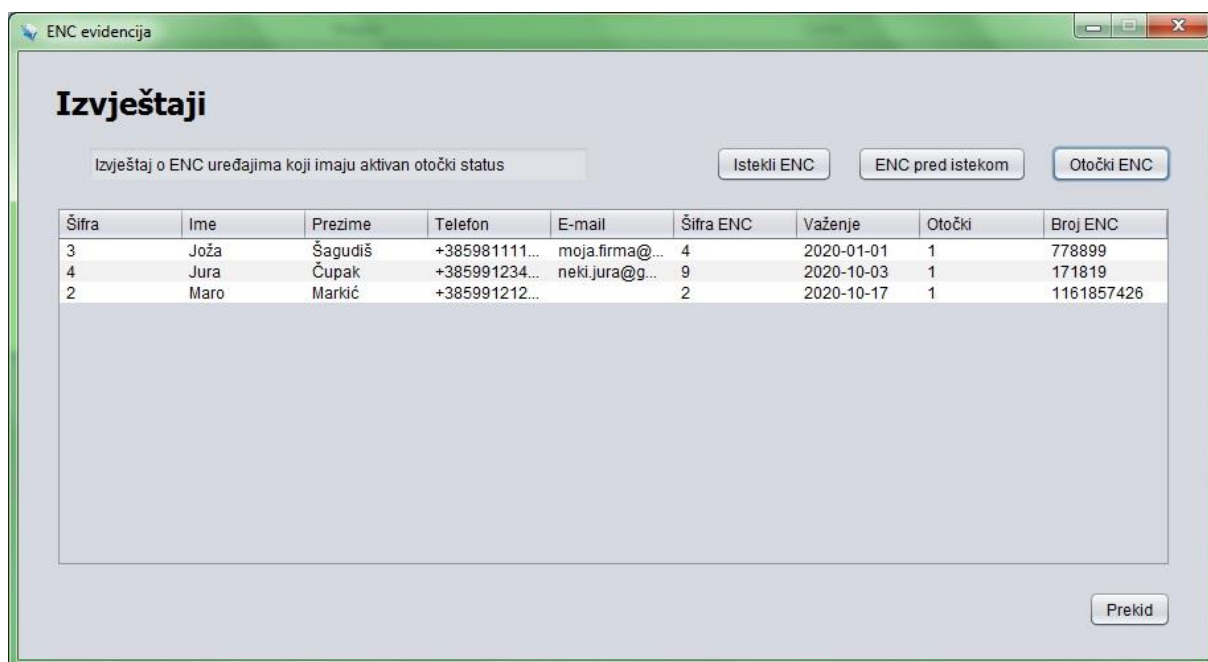 ENC evidencija
Izvještaji
Izvještaj o ENC uređajima koji imaju aktivan otočki status Istekli ENC ENC pred istekom Otočki ENC
Šifra Ime Prezime Telefon E-mail Šifra ENC Važenje Otočki Broj ENC
3 Joža Šagudiš +385981111... moja.firma@... 4 2020-01-01 1 778899
4 Jura Čupak +385991234... neki.jura@g... 9 2020-10-03 1 171819
2 Maro Markić +385991212... 2 2020-10-17 1 1161857426
Prekid